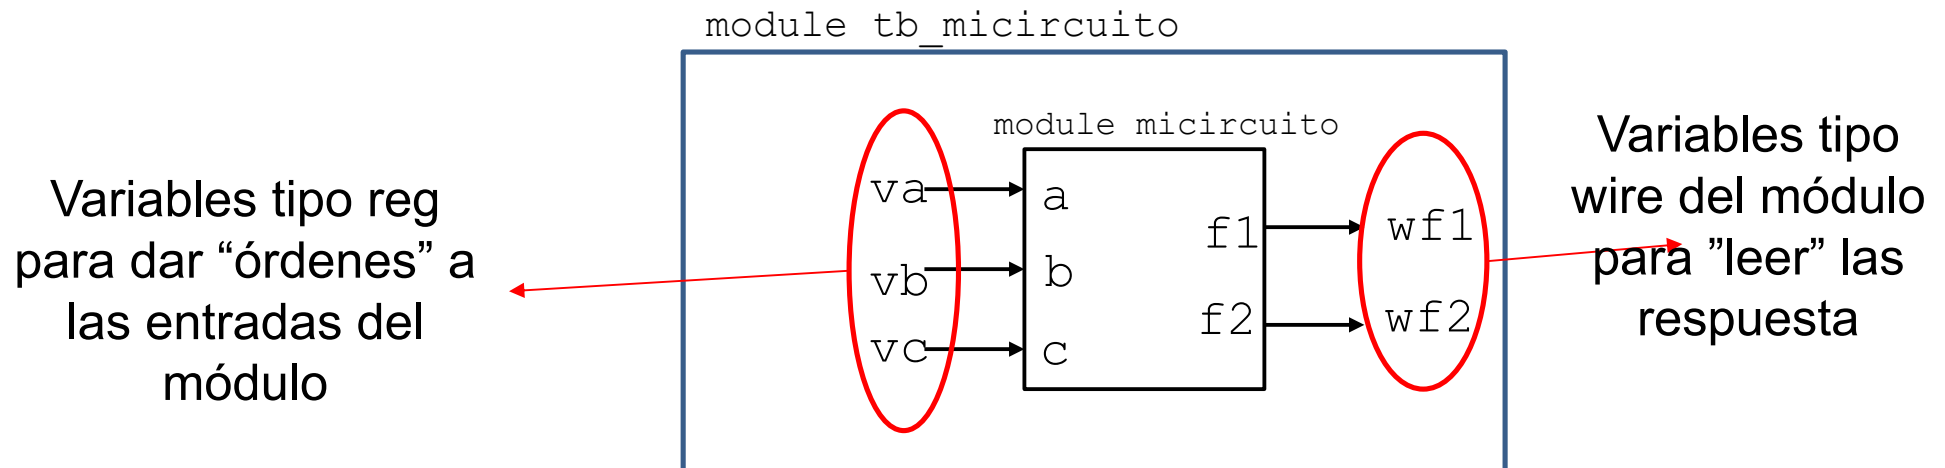 module tb_micircuito
Variables tipo reg
para dar “órdenes” a
las entradas del
módulo
va
vb
vc
module micircuito
a
b
c
f1
f2
wf1
wf2
Variables tipo
wire del módulo
para ”leer” las
respuesta